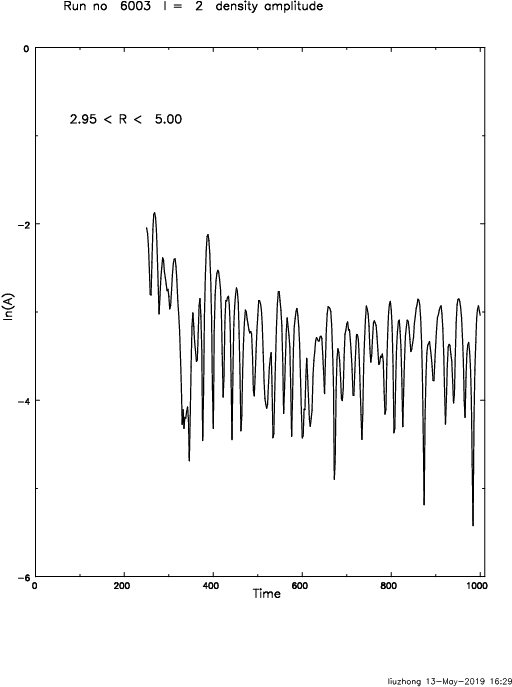 Run no 6003 l = 2 density amplitude
0
2.95 < R < 5.00
-2
ln(A)
-4
-6
0 200 400 600 800 1000
Time
liuzhong 13-May-2019 16:29